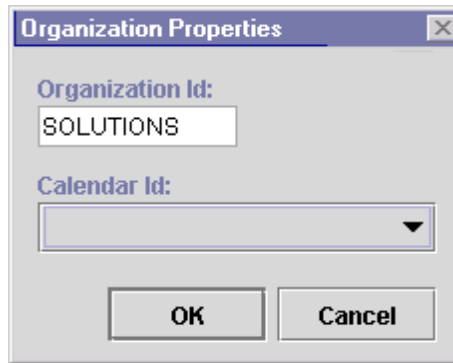 Organization Properties
Organization Id:
SOLUTIONS
Calendar Id:
OK Cancel